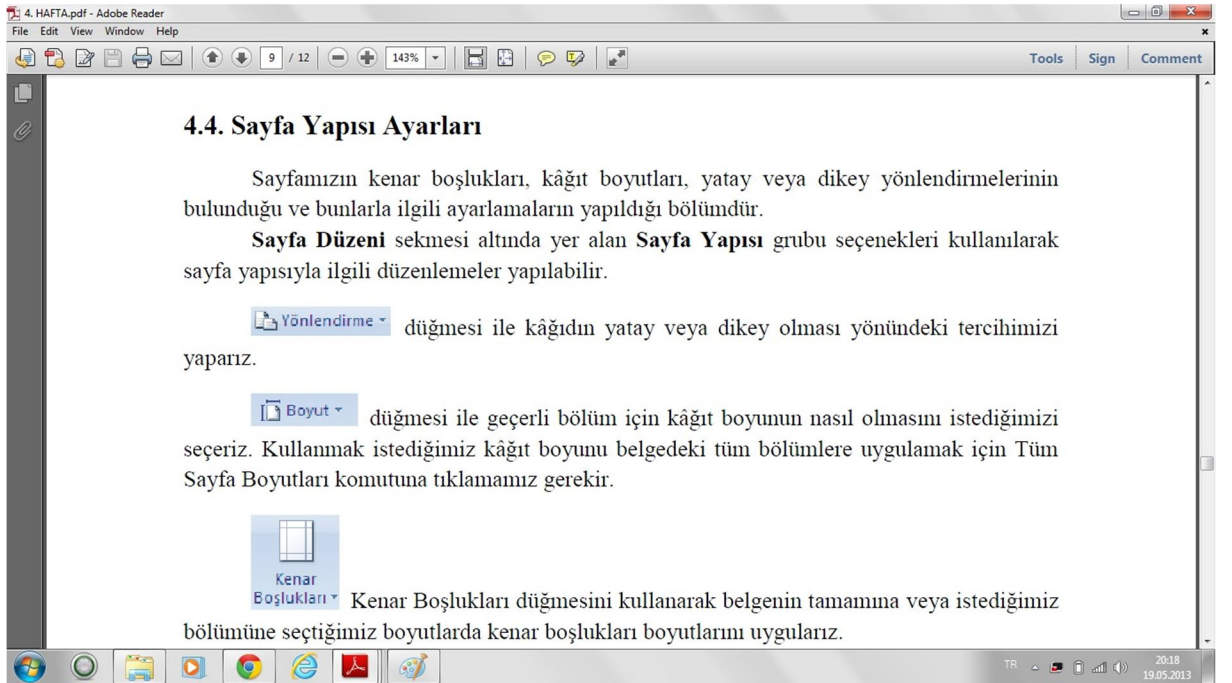 4. HAFTA.pdf - Adobe Reader
File Edit View Window Help
9 / 12 143% Tools Sign Comment
4.4. Sayfa Yapısı Ayarları
Sayfamızın kenar boşlukları, kâğıt boyutları, yatay veya dikey yönlendirmelerinin
bulunduğu ve bunlarla ilgili ayarlamaların yapıldığı bölümdür.
Sayfa Düzeni sekmesi altında yer alan Sayfa Yapısı grubu seçenekleri kullanılarak
sayfa yapısıyla ilgili düzenlemeler yapılabilir.
Yönlendirme düğmesi ile kâğıdın yatay veya dikey olması yönündeki tercihimizi
yaparız.
Boyut düğmesi ile geçerli bölüm için kâğıt boyunun nasıl olmasını istediğimizi
seçeriz. Kullanmak istediğimiz kâğıt boyunu belgedeki tüm bölümlere uygulamak için Tüm
Sayfa Boyutları komutuna tıklamamız gerekir.
Kenar
Boşlukları Kenar Boşlukları düğmesini kullanarak belgenin tamamına veya istediğimiz
bölümüne seçtiğimiz boyutlarda kenar boşlukları boyutlarını uygularız.
TR 20:18
19.05.2013